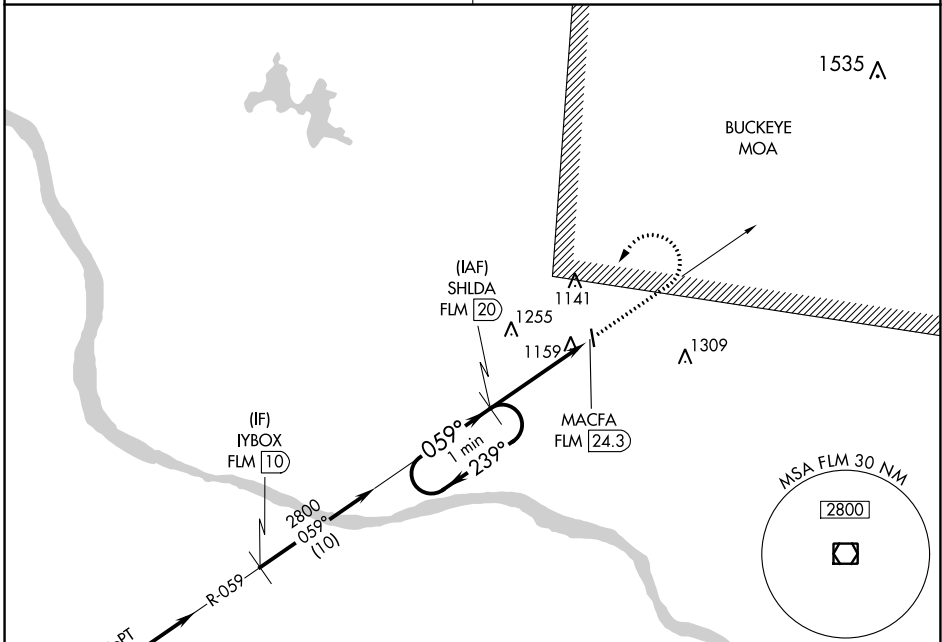 1535
BUCKEYE
MOA
(IAF)
SHLDA
FLM 20
1141
1255
1159
1309
MACFA
FLM 24.3
059°
1 min
239°
(IF)
IYBOX
FLM 10
2800
059°
(10)
R-059
MSA FLM 30 NM
2800